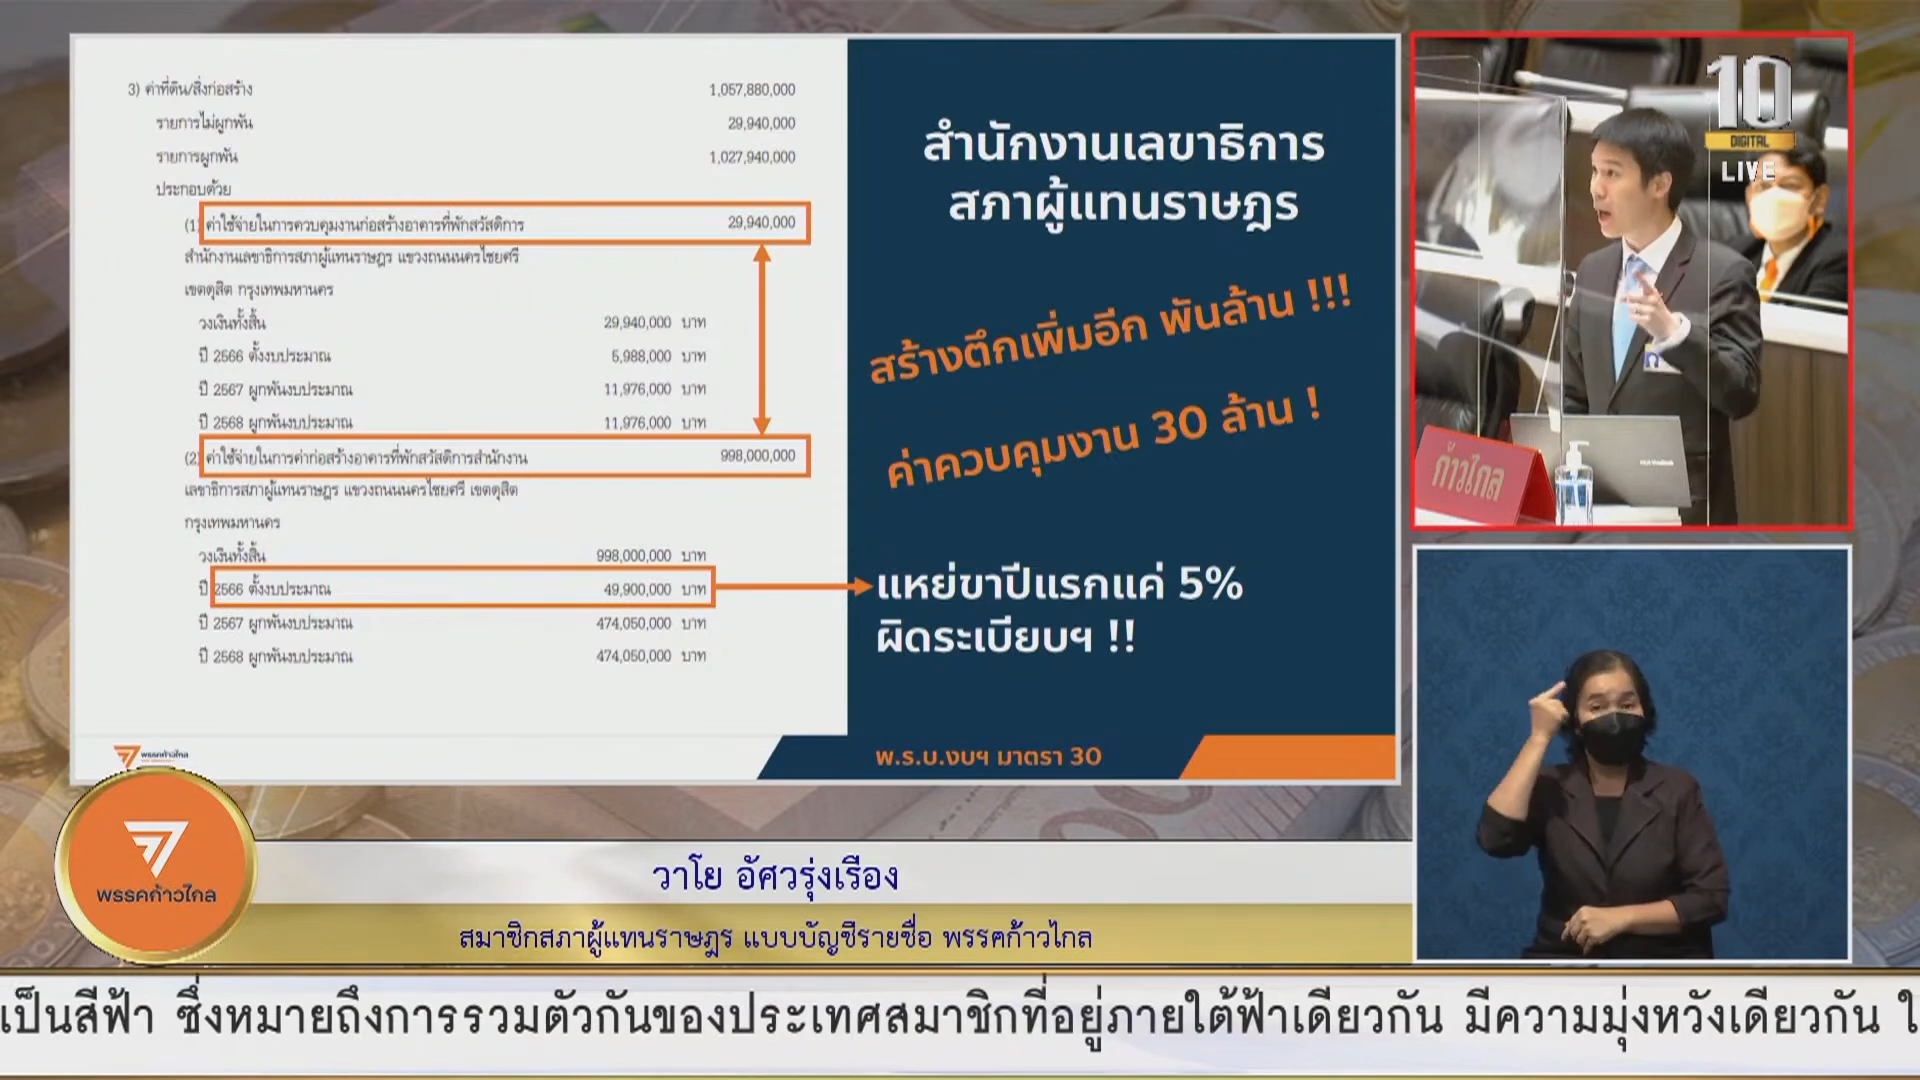 3) ค่าที่ดิน/สิ่งก่อสร้าง 1,057,880,000
รายการไม่ผูกพัน 29,940,000
รายการผูกพัน 1,027,940,000
ประกอบด้วย
(1) ค่าใช้จ่ายในการควบคุมงานก่อสร้างอาคารที่พักสวัสดิการ 29,940,000
สำนักงานเลขาธิการสภาผู้แทนราษฎร แขวงถนนนครไชยศรี
เขตดุสิต กรุงเทพมหานคร
วงเงินทั้งสิ้น 29,940,000 บาท
ปี 2566 ตั้งงบประมาณ 5,988,000 บาท
ปี 2567 ผูกพันงบประมาณ 11,976,000 บาท
ปี 2568 ผูกพันงบประมาณ 11,976,000 บาท
(2) ค่าใช้จ่ายในการค่าก่อสร้างอาคารที่พักสวัสดิการสำนักงาน 998,000,000
เลขาธิการสภาผู้แทนราษฎร แขวงถนนนครไชยศรี เขตดุสิต
กรุงเทพมหานคร
วงเงินทั้งสิ้น 998,000,000 บาท
ปี 2566 ตั้งงบประมาณ 49,900,000 บาท
ปี 2567 ผูกพันงบประมาณ 474,050,000 บาท
ปี 2568 ผูกพันงบประมาณ 474,050,000 บาท
พรรคก้าวไกล
สำนักงานเลขาธิการ
สภาผู้แทนราษฎร
สร้างตึกเพิ่มอีก พันล้าน !!!
ค่าควบคุมงาน 30 ล้าน !
แหย่ขาปีแรกแค่ 5%
ผิดระเบียบฯ !!
พ.ร.บ.งบฯ มาตรา 30
10
DIGITAL
LIVE
ก้าวไกล
พรรคก้าวไกล
วาโย อัศวรุ่งเรือง
สมาชิกสภาผู้แทนราษฎร แบบบัญชีรายชื่อ พรรคก้าวไกล
เป็นสีฟ้า ซึ่งหมายถึงการรวมตัวกันของประเทศสมาชิกที่อยู่ภายใต้ฟ้าเดียวกัน มีความมุ่งหวังเดียวกัน ใ